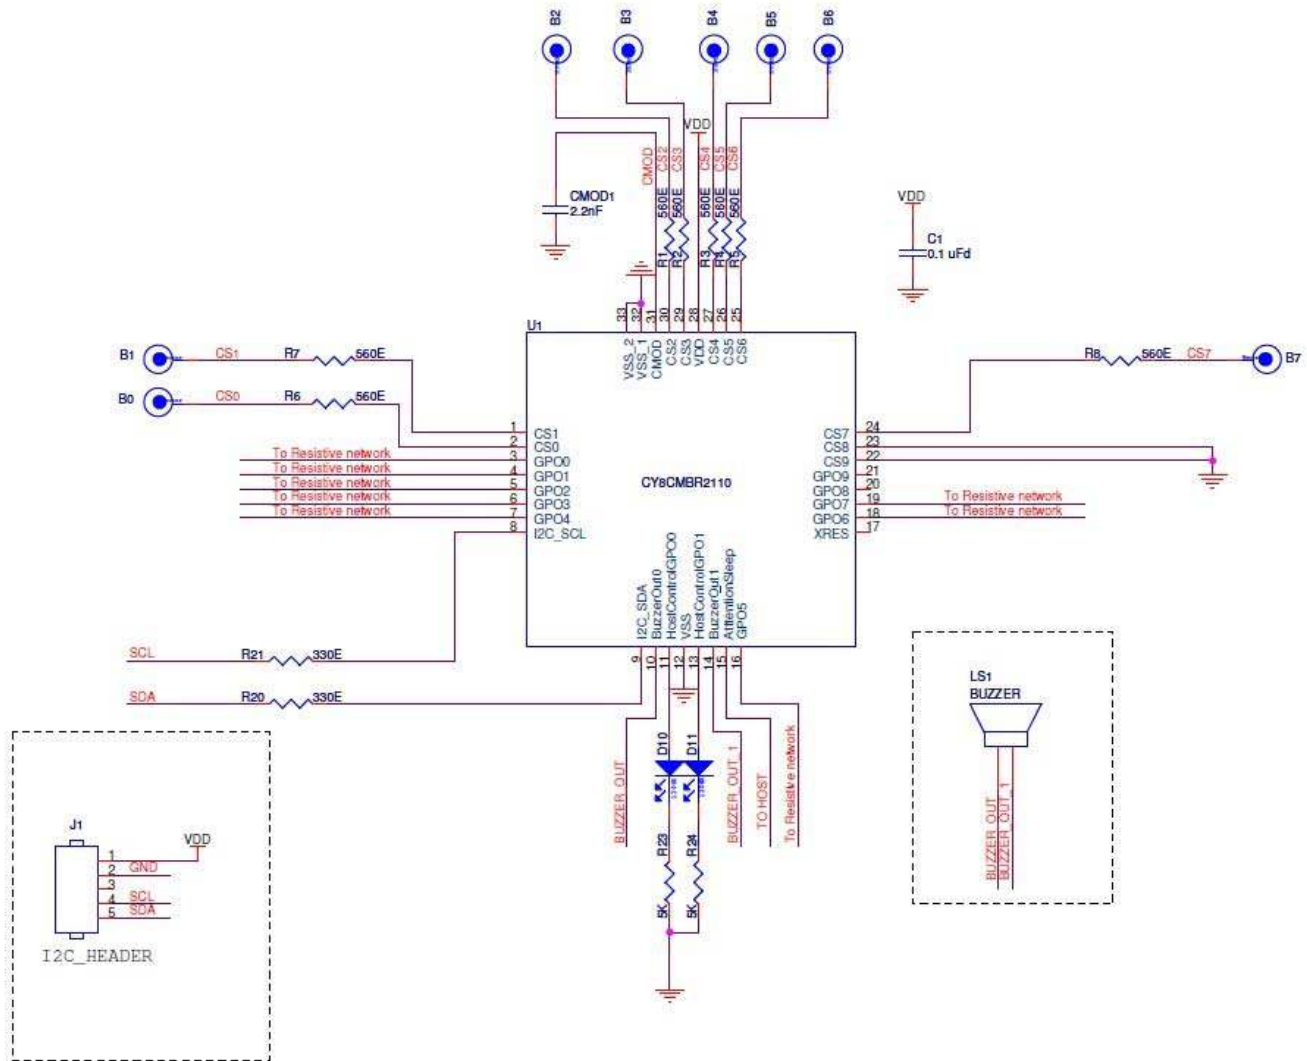 B2
B3
B4
B5
B6
VDD
CMOD
CS2
CS3
CS4
CS5
CS6
CMOD1
2.2nF
560E
560E
560E
560E
560E
R1
R2
R3
R4
R5
VDD
C1
0.1 uFd
U1
33
32
31
30
29
28
27
26
25
VSS_2
VSS_1
CMOD
CS2
CS3
VDD
CS4
CS5
CS6
B1
CS1
R7
560E
B0
CS0
R6
560E
R8
560E
CS7
B7
1
CS1
2
CS0
To Resistive network
3
GPO0
To Resistive network
4
GPO1
To Resistive network
5
GPO2
To Resistive network
6
GPO3
To Resistive network
7
GPO4
8
I2C_SCL
CY8CMBR2110
CS7
24
CS8
23
CS9
22
GPO9
21
GPO8
20
GPO7
19
To Resistive network
GPO6
18
To Resistive network
XRES
17
I2C_SDA
BuzzerOut0
HostControlGPO0
VSS
HostControlGPO1
BuzzerOut1
AttentionSleep
GPO5
9
10
11
12
13
14
15
16
SCL
R21
330E
SDA
R20
330E
BUZZER_OUT
D10
D11
BUZZER_OUT_1
TO HOST
To Resistive network
R23
R24
5K
5K
LS1
BUZZER
BUZZER_OUT
BUZZER_OUT_1
J1
VDD
1
2
GND
3
4
SCL
5
SDA
I2C_HEADER